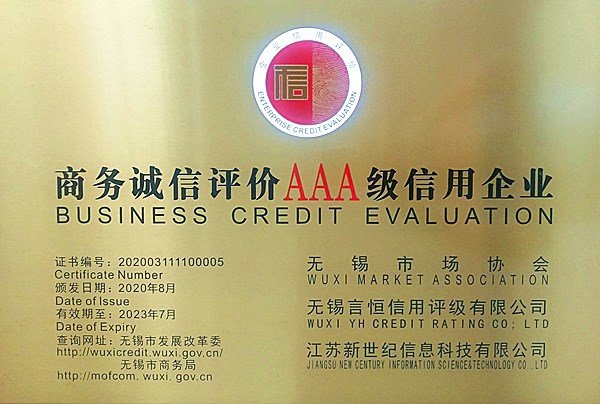 企业信用评价
信
ENTERPRISE CREDIT EVALUATION
商务诚信评价AAA级信用企业
BUSINESS CREDIT EVALUATION
证书编号：202003111100005
Certificate Number
颁发日期：2020年8月
Date of Issue
有效期至：2023年7月
Date of Expiry
查询网址：无锡市发展改革委
http://wuxicredit.wuxi.gov.cn/
无锡市商务局
http://mofcom. wuxi. gov.cn
无锡市场协会
WUXI MARKET ASSOCIATION
无锡言恒信用评级有限公司
WUXI YH CREDIT RATING CO; LTD
江苏新世纪信息科技有限公司
JIANGSU NEW CENTURY INFORMATION SCIENCE&TECHNOLOGY CO., LTD